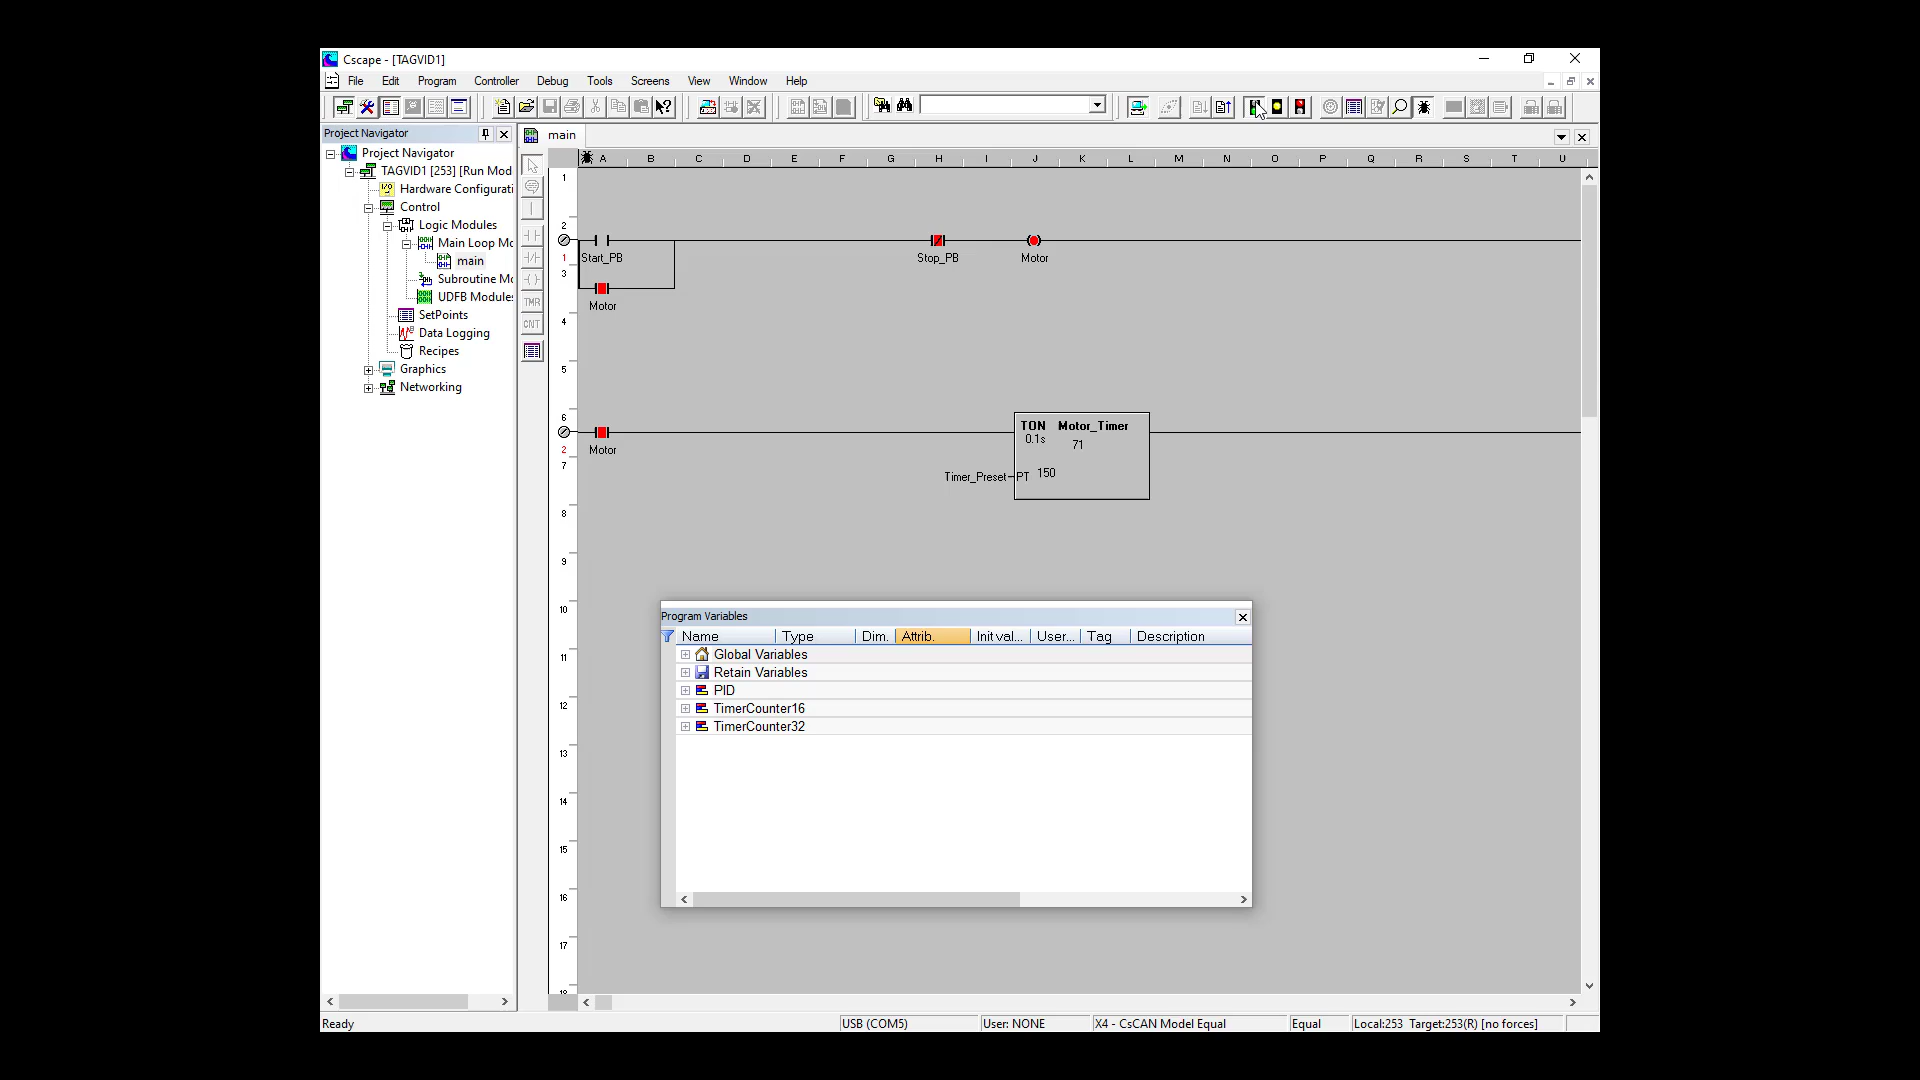 Cscape - [TAGVID1]
File Edit Program Controller Debug Tools Screens View Window Help
Project Navigator
main
Project Navigator
TAGVID1 [253] [Run Mod
Hardware Configurati
Control
Logic Modules
Main Loop Mo
main
Subroutine Mo
UDFB Modules
SetPoints
Data Logging
Recipes
Graphics
Networking
TMR
CNT
A B C D E F G H I J K L M N O P Q R S T U
1
2
1
Start_PB Stop_PB Motor
3
Motor
4
5
6
TON Motor_Timer
0.1s 71
2
Motor
7
Timer_Preset PT 150
8
9
10
11
12
13
14
15
16
17
18
Program Variables
Name Type Dim. Attrib. Init val... User... Tag Description
Global Variables
Retain Variables
PID
TimerCounter16
TimerCounter32
Ready USB (COM5) User: NONE X4 - CsCAN Model Equal Equal Local:253 Target:253(R) [no forces]